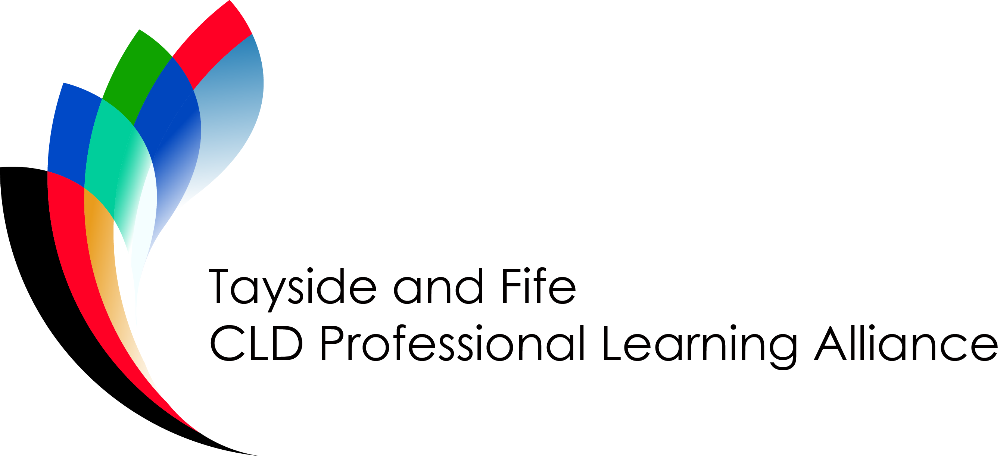 Tayside and Fife
CLD Professional Learning Alliance